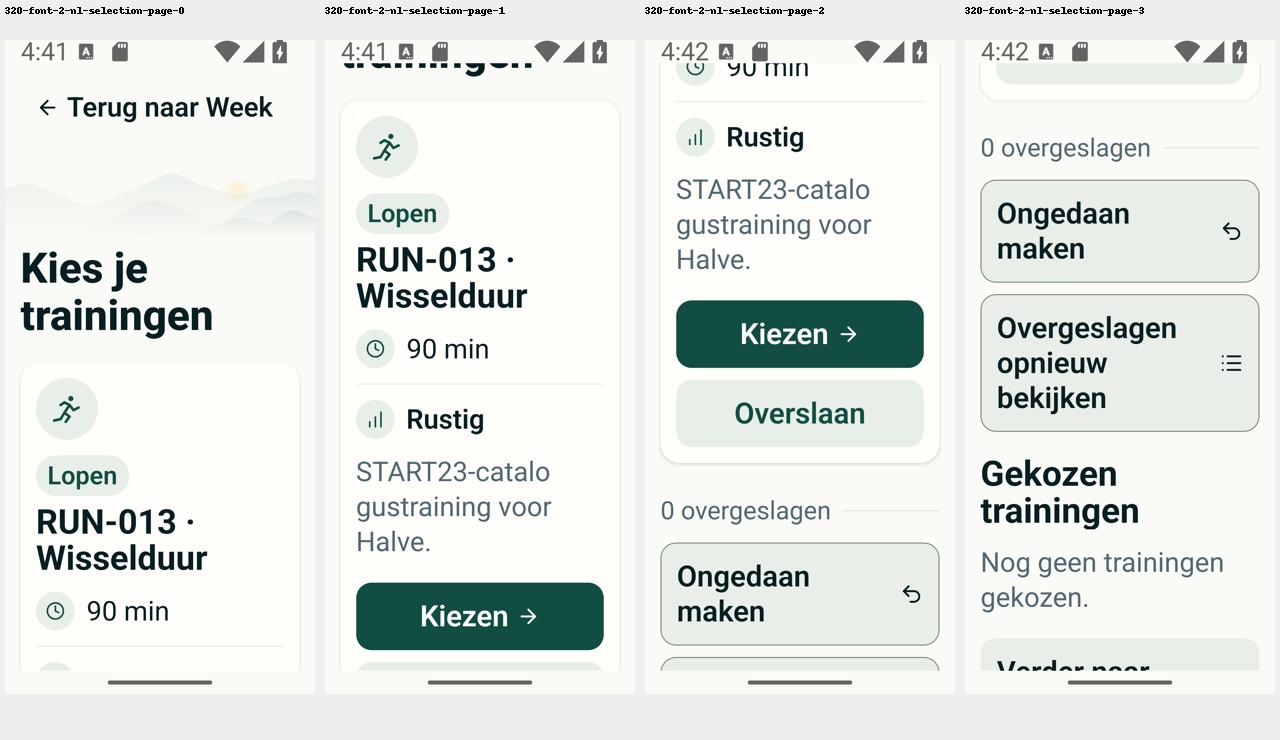 320-font-2-nl-selection-page-0
4:41
Terug naar Week
Kies je
trainingen
Lopen
RUN-013 ·
Wisselduur
90 min
320-font-2-nl-selection-page-1
4:41
trainingen
Lopen
RUN-013 ·
Wisselduur
90 min
Rustig
START23-catalo
gustraining voor
Halve.
Kiezen
320-font-2-nl-selection-page-2
4:42
90 min
Rustig
START23-catalo
gustraining voor
Halve.
Kiezen
Overslaan
0 overgeslagen
Ongedaan
maken
320-font-2-nl-selection-page-3
4:42
0 overgeslagen
Ongedaan
maken
Overgeslagen
opnieuw
bekijken
Gekozen
trainingen
Nog geen trainingen
gekozen.
Verder naar